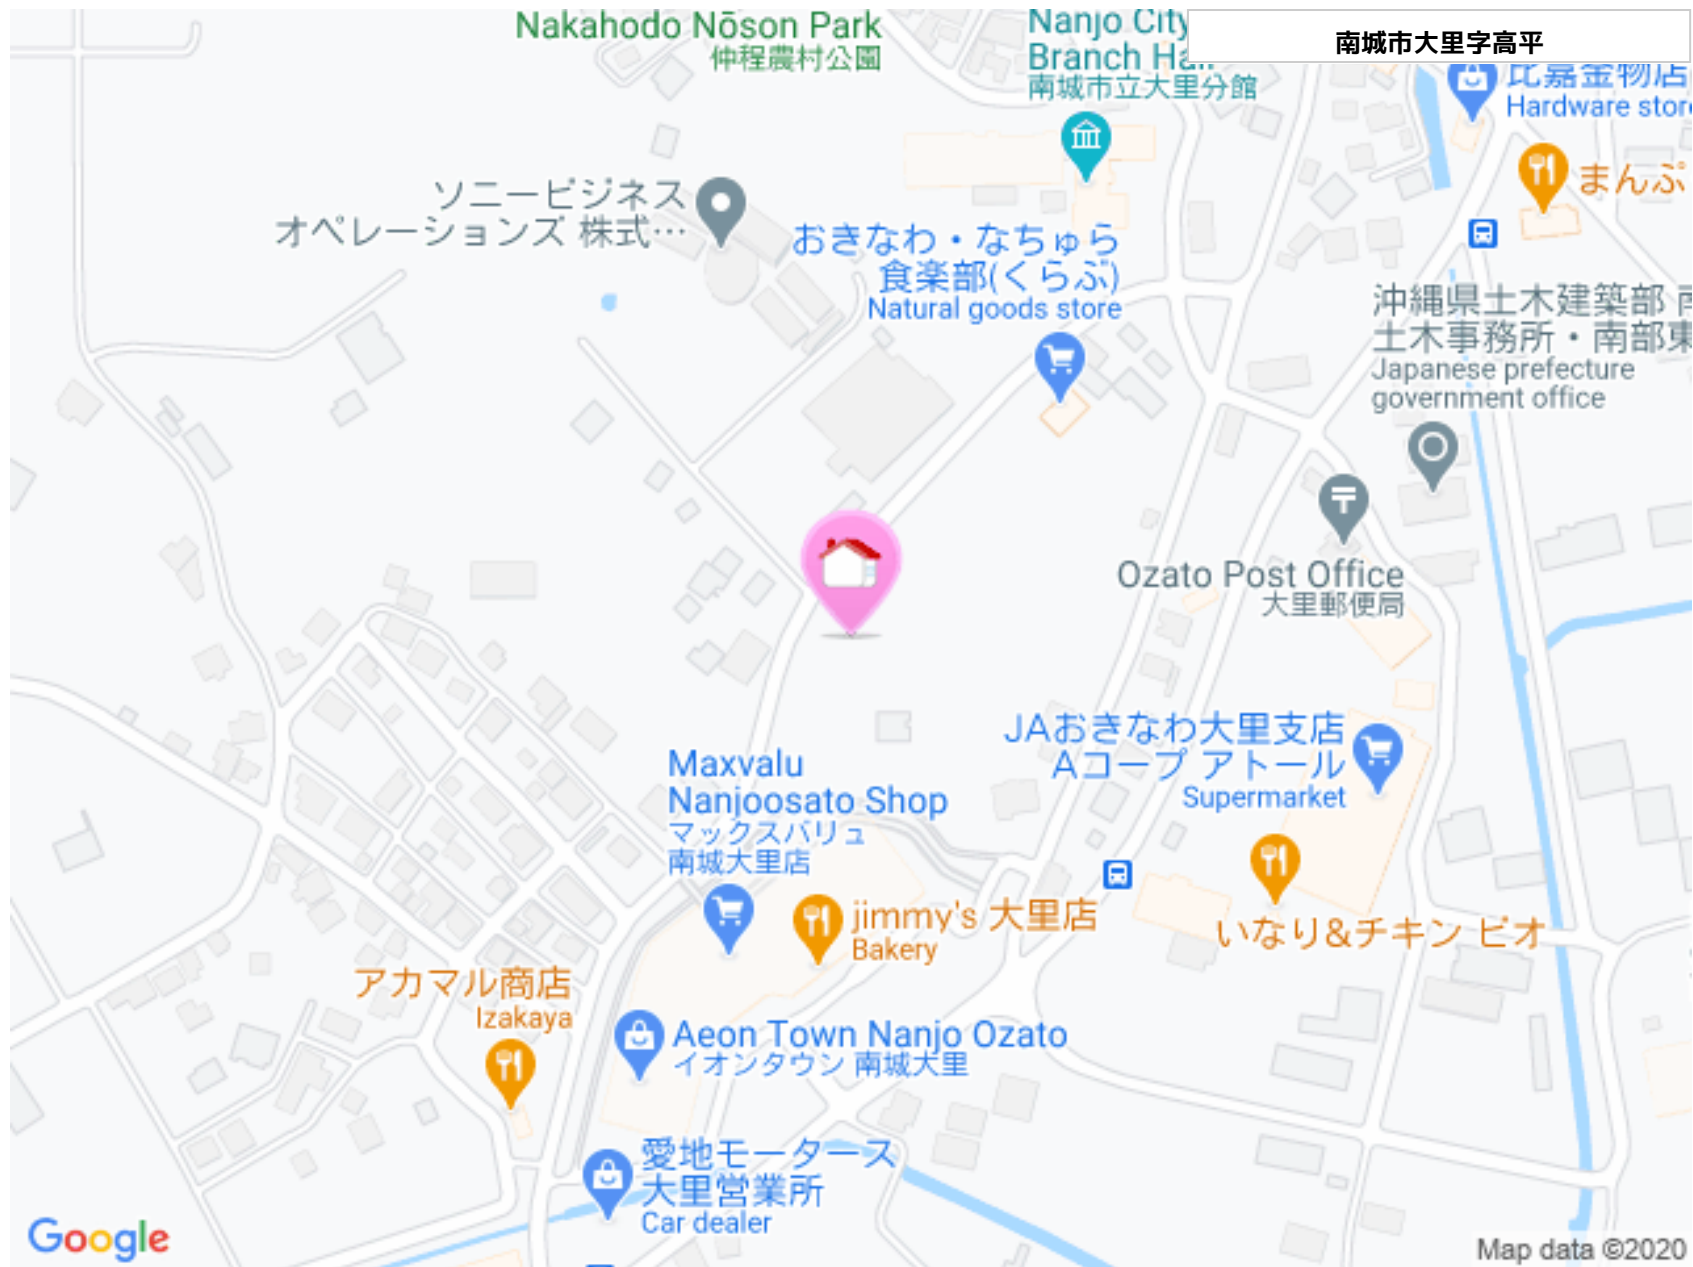 Nakahodo Nōson Park
仲程農村公園
Nanjo City
Branch Hall
南城市立大里分館
南城市大里字高平
比嘉金物店
Hardware store
まんぷ
ソニービジネス
オペレーションズ 株式…
おきなわ・なちゅら
食楽部(くらぶ)
Natural goods store
沖縄県土木建築部 南
土木事務所・南部東
Japanese prefecture
government office
Ozato Post Office
大里郵便局
JAおきなわ大里支店
Aコープ アトール
Supermarket
Maxvalu
Nanjoosato Shop
マックスバリュ
南城大里店
jimmy's 大里店
Bakery
いなり&チキン ビオ
アカマル商店
Izakaya
Aeon Town Nanjo Ozato
イオンタウン 南城大里
愛地モータース
大里営業所
Car dealer
Google
Map data ©2020